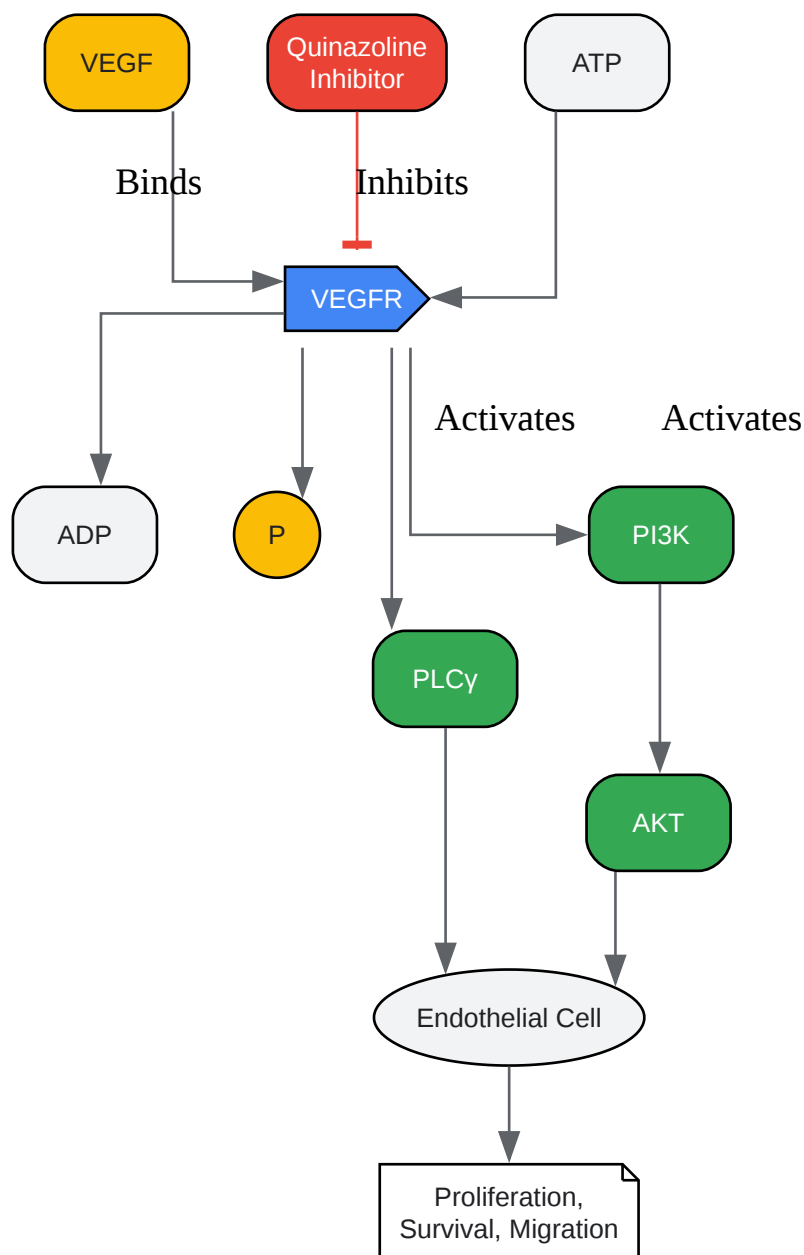 VEGF
Quinazoline
Inhibitor
ATP
Binds
Inhibits
VEGFR
Activates
Activates
ADP
P
PI3K
PLCγ
AKT
Endothelial Cell
Proliferation,
Survival, Migration